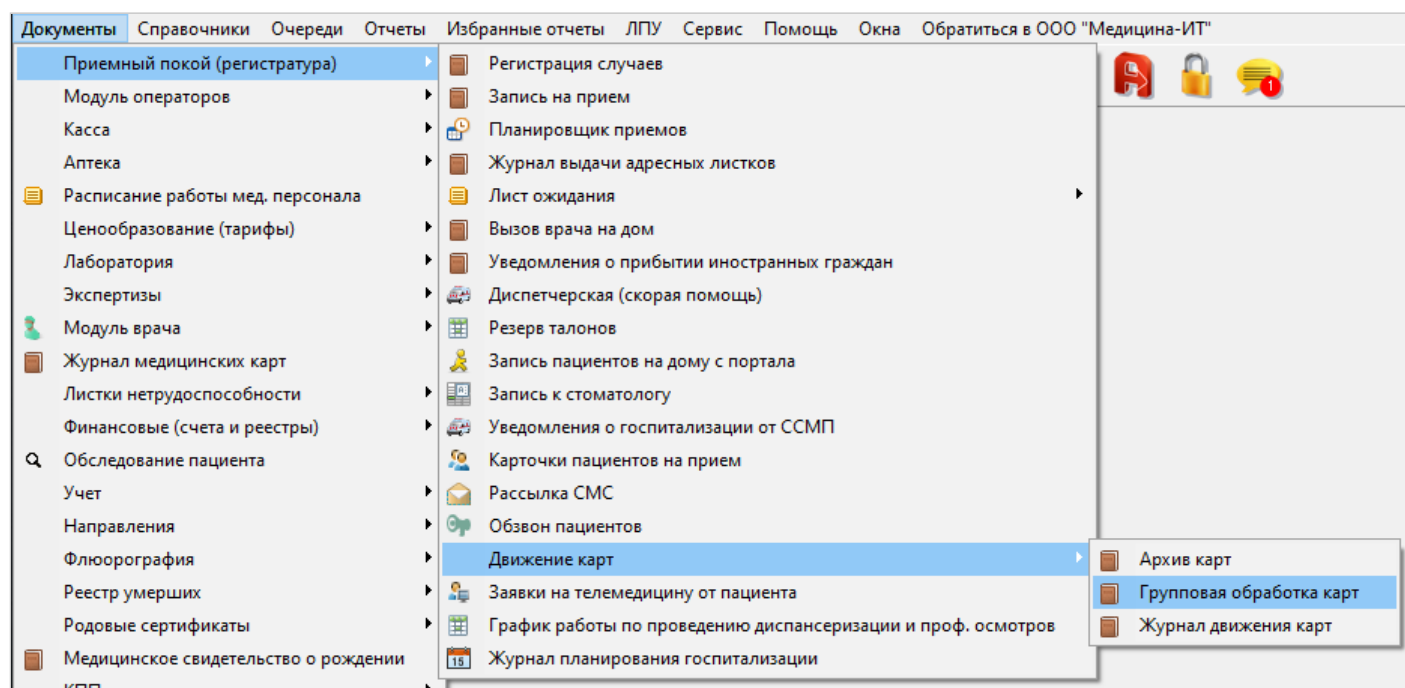 Документы Справочники Очереди Отчеты Избранные отчеты ЛПУ Сервис Помощь Окна Обратиться в ООО "Медицина-ИТ"
1
Приемный покой (регистратура)
Модуль операторов
Касса
Аптека
Расписание работы мед. персонала
Ценообразование (тарифы)
Лаборатория
Экспертизы
Модуль врача
Журнал медицинских карт
Листки нетрудоспособности
Финансовые (счета и реестры)
Обследование пациента
Учет
Направления
Флюорография
Реестр умерших
Родовые сертификаты
Медицинское свидетельство о рождении
Регистрация случаев
Запись на прием
Планировщик приемов
Журнал выдачи адресных листков
Лист ожидания
Вызов врача на дом
Уведомления о прибытии иностранных граждан
Диспетчерская (скорая помощь)
Резерв талонов
Запись пациентов на дому с портала
Запись к стоматологу
Уведомления о госпитализации от ССМП
Карточки пациентов на прием
Рассылка СМС
Обзвон пациентов
Движение карт
Заявки на телемедицину от пациента
График работы по проведению диспансеризации и проф. осмотров
15
Журнал планирования госпитализации
Архив карт
Групповая обработка карт
Журнал движения карт